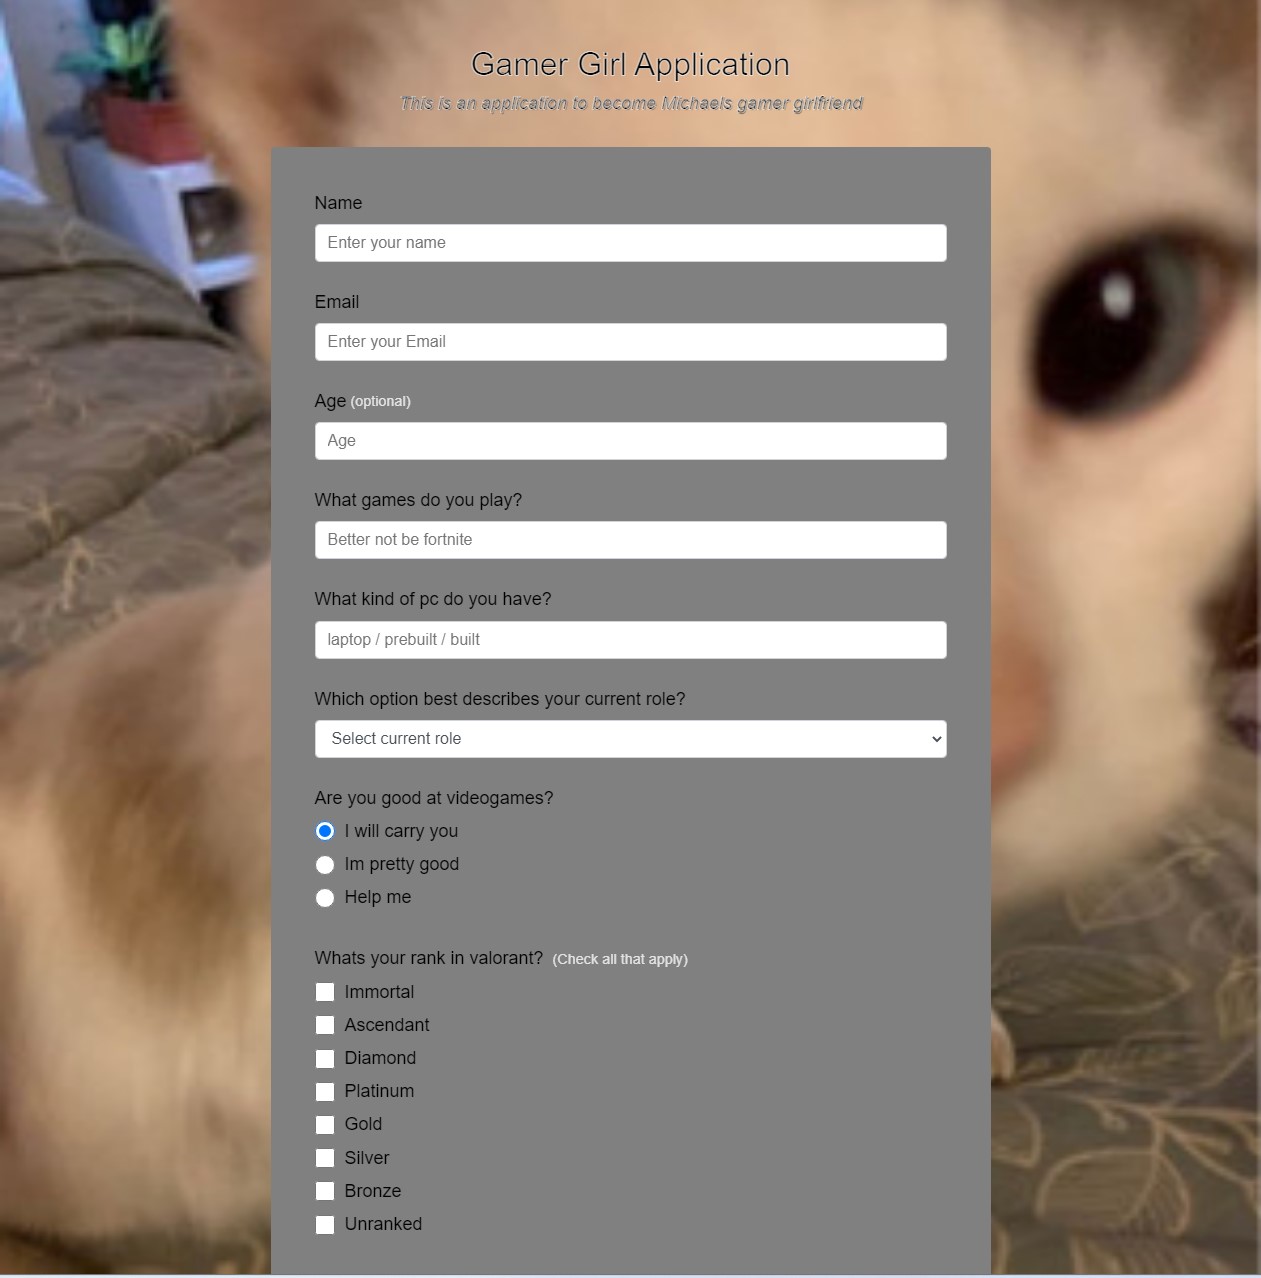 Gamer Girl Application
This is an application to become Michaels gamer girlfriend
Name
Enter your name
Email
Enter your Email
Age (optional)
Age
What games do you play?
Better not be fortnite
What kind of pc do you have?
laptop / prebuilt / built
Which option best describes your current role?
Select current role
Are you good at videogames?
I will carry you
Im pretty good
Help me
Whats your rank in valorant? (Check all that apply)
Immortal
Ascendant
Diamond
Platinum
Gold
Silver
Bronze
Unranked